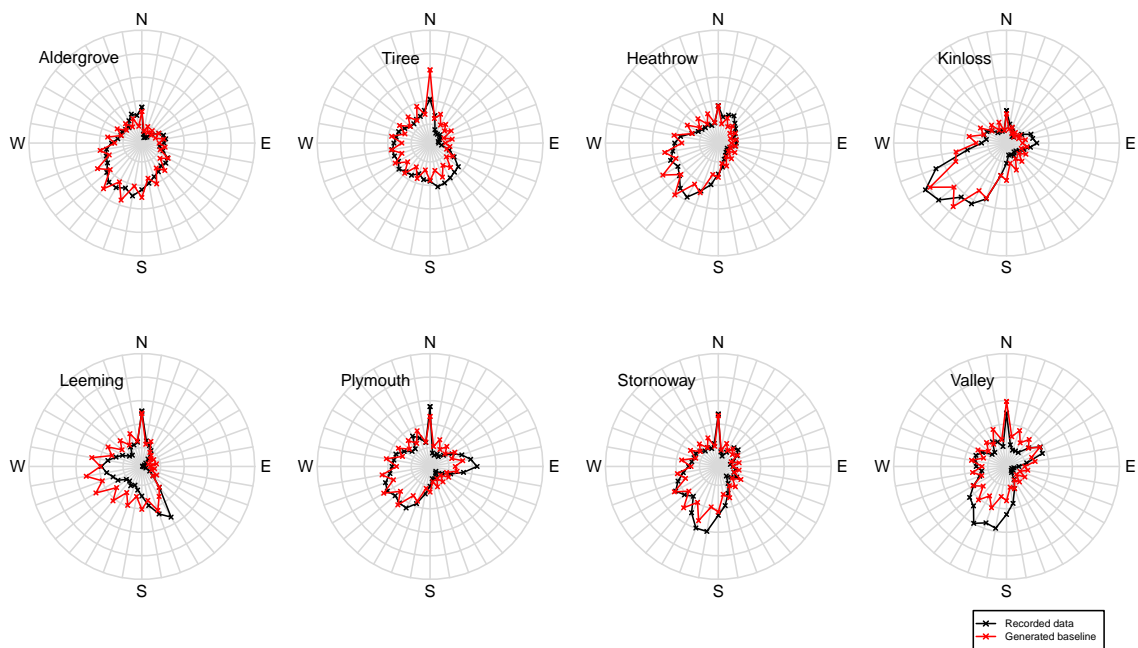 N N N N
Aldergrove Tiree Heathrow Kinloss
W E W E W E W E
S S S S
N N N N
Leeming Plymouth Stornoway Valley
W E W E W E W E
S S S S
Recorded data
Generated baseline